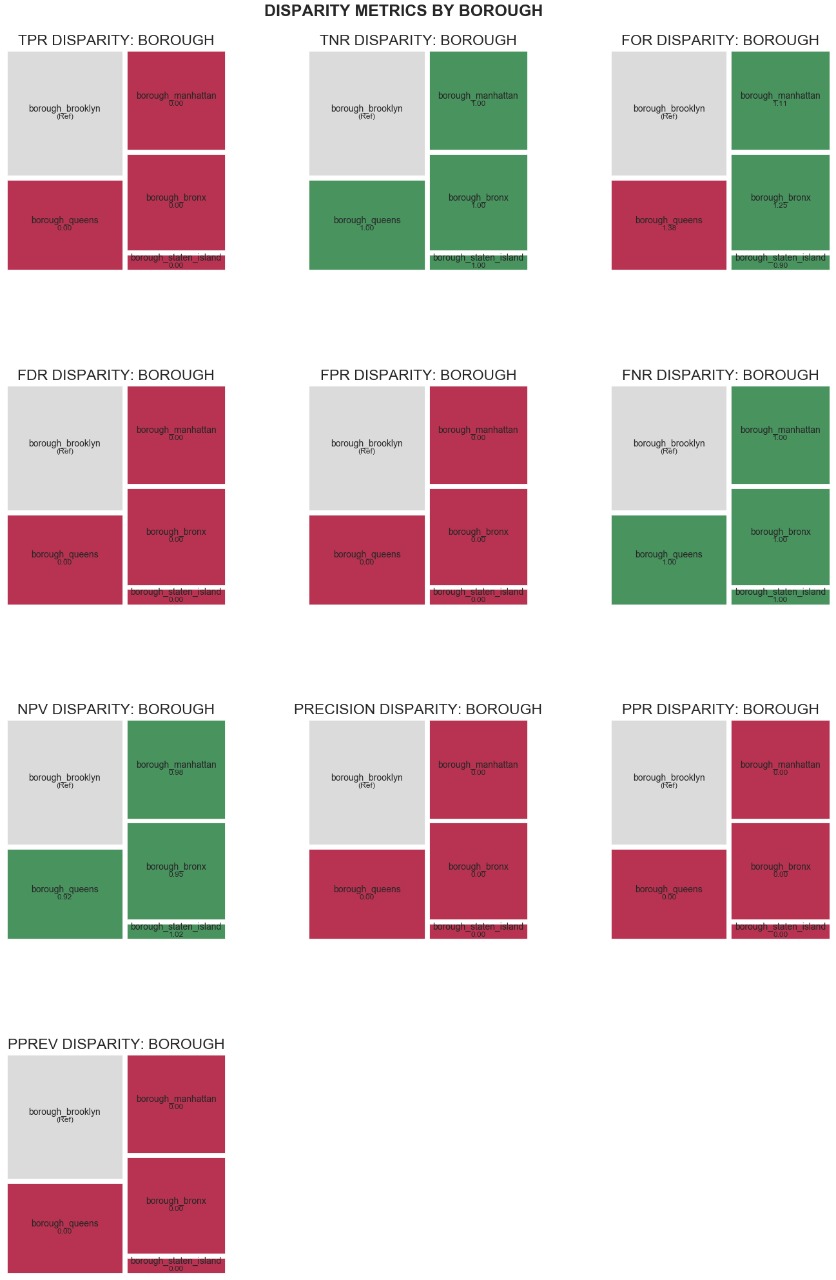 DISPARITY METRICS BY BOROUGH
TPR DISPARITY: BOROUGH
borough_brooklyn
(Ref)
borough_manhattan
0.00
borough_queens
0.00
borough_bronx
0.00
borough_staten_island
0.00
TNR DISPARITY: BOROUGH
borough_brooklyn
(Ref)
borough_manhattan
1.00
borough_queens
1.00
borough_bronx
1.00
borough_staten_island
1.00
FOR DISPARITY: BOROUGH
borough_brooklyn
(Ref)
borough_manhattan
1.11
borough_queens
borough_bronx
1.25
borough_staten_island
0.90
FDR DISPARITY: BOROUGH
borough_brooklyn
(Ref)
borough_manhattan
0.00
borough_queens
0.00
borough_bronx
0.00
borough_staten_island
0.00
FPR DISPARITY: BOROUGH
borough_brooklyn
(Ref)
borough_manhattan
0.00
borough_queens
0.00
borough_bronx
0.00
borough_staten_island
0.00
FNR DISPARITY: BOROUGH
borough_brooklyn
(Ref)
borough_manhattan
1.00
borough_queens
1.00
borough_bronx
1.00
borough_staten_island
1.00
NPV DISPARITY: BOROUGH
borough_brooklyn
(Ref)
borough_manhattan
0.98
borough_queens
0.92
borough_bronx
0.95
borough_staten_island
1.02
PRECISION DISPARITY: BOROUGH
borough_brooklyn
(Ref)
borough_manhattan
0.00
borough_queens
0.00
borough_bronx
0.00
borough_staten_island
0.00
PPR DISPARITY: BOROUGH
borough_brooklyn
(Ref)
borough_manhattan
0.00
borough_queens
0.00
borough_bronx
0.00
borough_staten_island
0.00
PPREV DISPARITY: BOROUGH
borough_brooklyn
(Ref)
borough_manhattan
0.00
borough_queens
0.00
borough_bronx
0.00
borough_staten_island
0.00